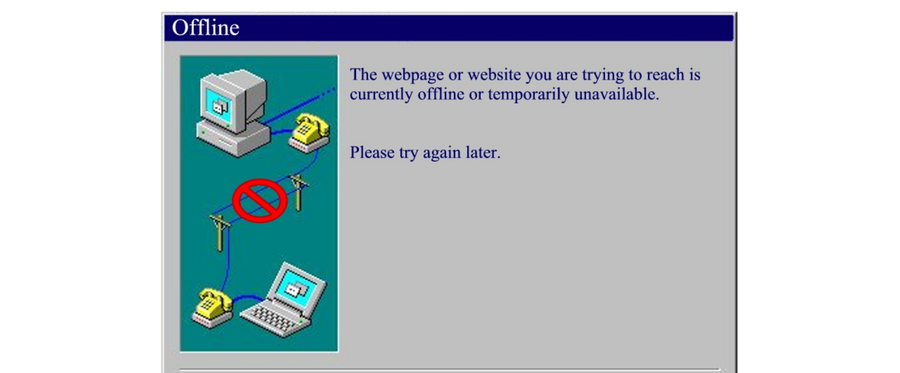 Offline
The webpage or website you are trying to reach is
currently offline or temporarily unavailable.
Please try again later.